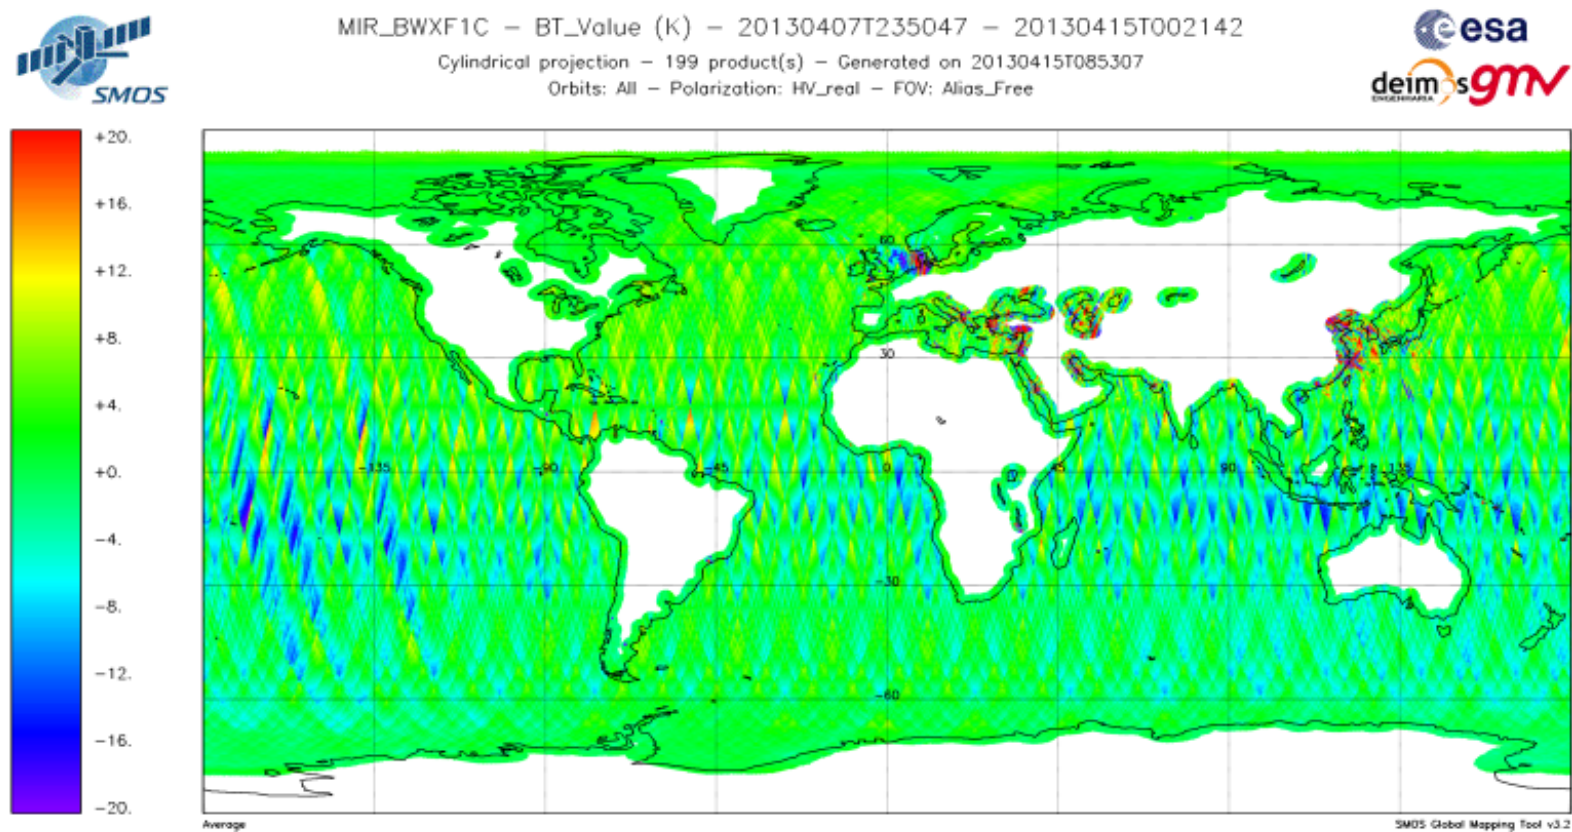 MIR_BWXF1C – BT_Value (K) – 20130407T235047 – 20130415T002142
Cylindrical projection – 199 product(s) – Generated on 20130415T085307
Orbits: All – Polarization: HV_real – FOV: Alias_Free
SMOS
esa
deimos
ENGENHARIA
gmv
+20.
+16.
+12.
+8.
+4.
+0.
-4.
-8.
-12.
-16.
-20.
60
30
-135
-90
-45
0
45
90
135
-30
-60
Average
SMOS Global Mapping Tool v3.2